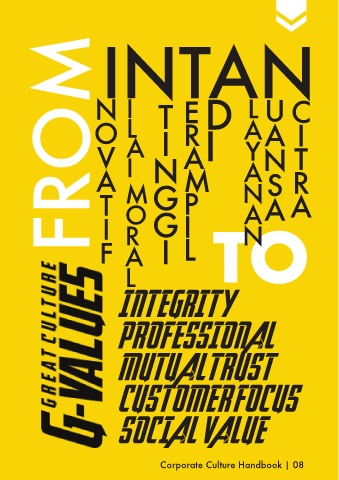 FROM
INTAN
NOVATIF
ILAI MORAL
TINGGI
ERAMPIL
DI
LAYANAN
UANSA
CITRA
TO
GREAT CULTURE
G-VALUES
INTEGRITY
PROFESSIONAL
MUTUAL TRUST
CUSTOMER FOCUS
SOCIAL VALUE
Corporate Culture Handbook | 08